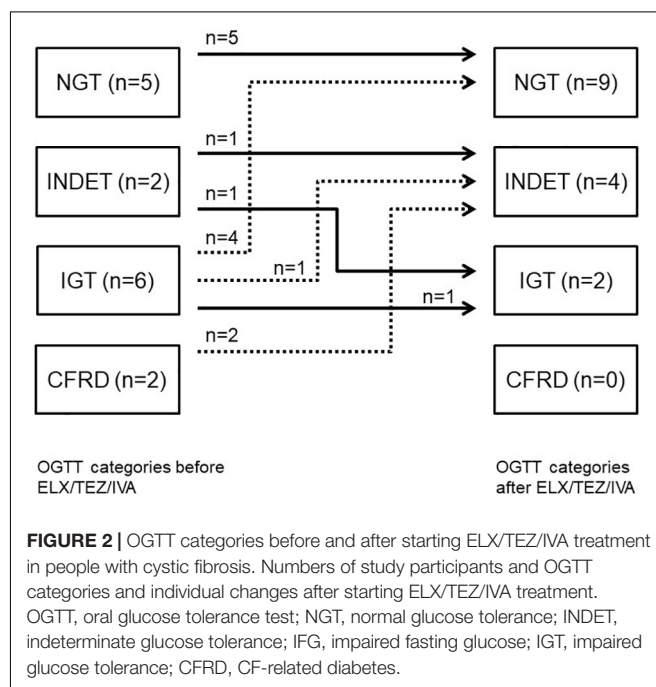 n=5
NGT (n=5)
NGT (n=9)
n=1
INDET (n=2)
INDET (n=4)
n=1
n=4
IGT (n=6)
n=1
n=1
IGT (n=2)
n=2
CFRD (n=2)
CFRD (n=0)
OGTT categories before
ELX/TEZ/IVA
OGTT categories
after ELX/TEZ/IVA
FIGURE 2 | OGTT categories before and after starting ELX/TEZ/IVA treatment
in people with cystic fibrosis. Numbers of study participants and OGTT
categories and individual changes after starting ELX/TEZ/IVA treatment.
OGTT, oral glucose tolerance test; NGT, normal glucose tolerance; INDET,
indeterminate glucose tolerance; IFG, impaired fasting glucose; IGT, impaired
glucose tolerance; CFRD, CF-related diabetes.